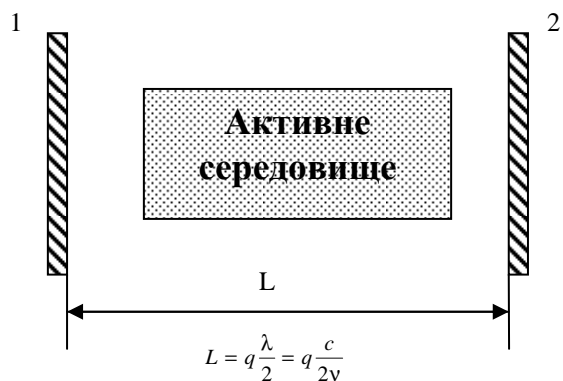 1 2
Активне
середовище
L
L = q λ/2 = q c/2ν